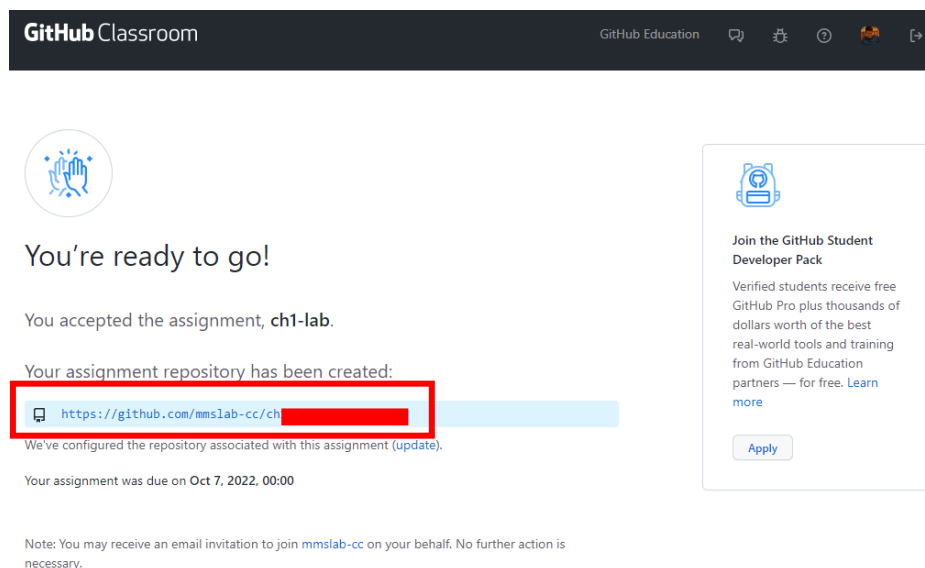 GitHub Classroom
GitHub Education
You're ready to go!
You accepted the assignment, ch1-lab.
Your assignment repository has been created:
https://github.com/mmslab-cc/ch
We've configured the repository associated with this assignment (update).
Your assignment was due on Oct 7, 2022, 00:00
Note: You may receive an email invitation to join mmslab-cc on your behalf. No further action is
necessary.
Join the GitHub Student
Developer Pack
Verified students receive free
GitHub Pro plus thousands of
dollars worth of the best
real-world tools and training
from GitHub Education
partners — for free. Learn
more
Apply